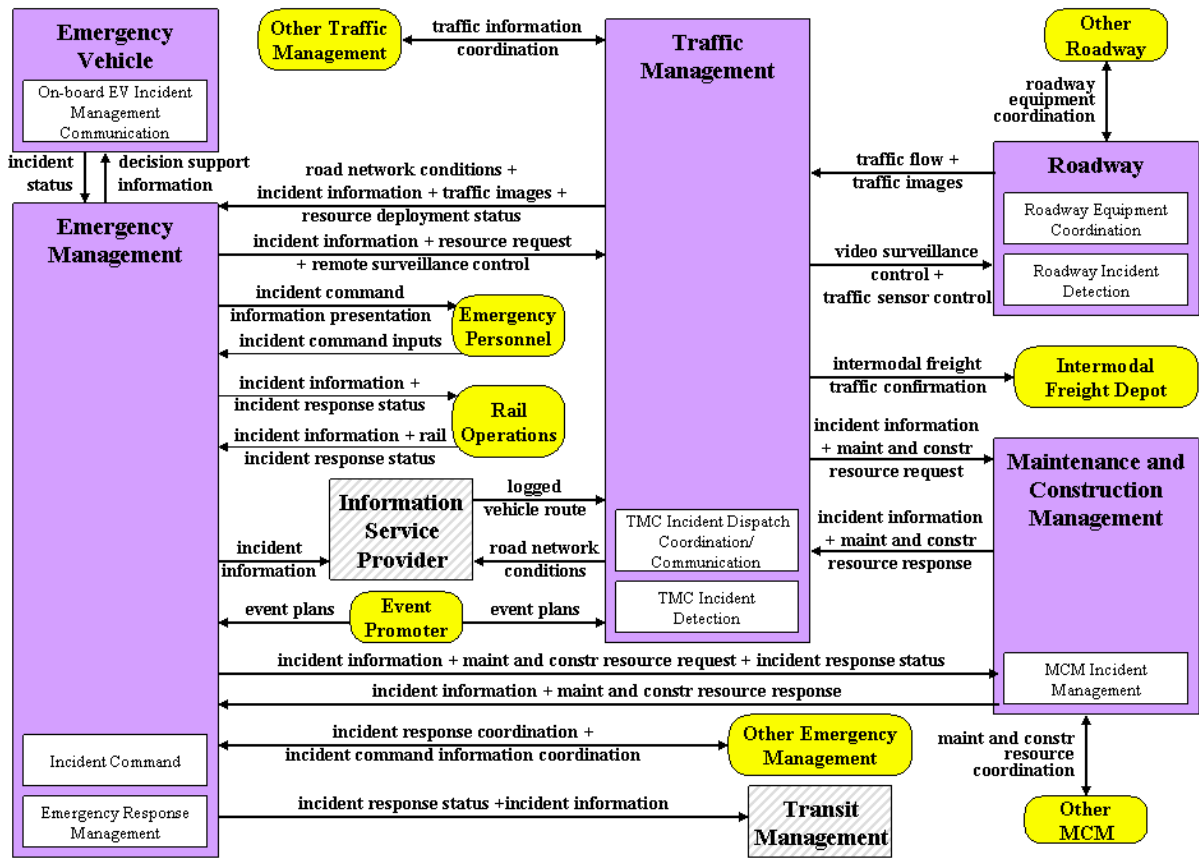 Emergency
Vehicle
On-board EV Incident
Management
Communication
Other Traffic
Management
traffic information
coordination
Traffic
Management
Other
Roadway
roadway
equipment
coordination
incident
status
decision support
information
road network conditions +
incident information + traffic images +
resource deployment status
traffic flow +
traffic images
Roadway
Roadway Equipment
Coordination
Roadway Incident
Detection
Emergency
Management
incident information + resource request
+ remote surveillance control
video surveillance
control +
traffic sensor control
incident command
information presentation
incident command inputs
Emergency
Personnel
incident information +
incident response status
incident information + rail
incident response status
Rail
Operations
intermodal freight
traffic confirmation
Intermodal
Freight Depot
incident information
+ maint and constr
resource request
incident information
+ maint and constr
resource response
Maintenance and
Construction
Management
Information
Service
Provider
logged
vehicle route
road network
conditions
incident
information
TMC Incident Dispatch
Coordination/
Communication
TMC Incident
Detection
event plans
Event
Promoter
event plans
incident information + maint and constr resource request + incident response status
incident information + maint and constr resource response
MCM Incident
Management
incident response coordination +
incident command information coordination
Other Emergency
Management
maint and constr
resource
coordination
Incident Command
Emergency Response
Management
incident response status +incident information
Transit
Management
Other
MCM